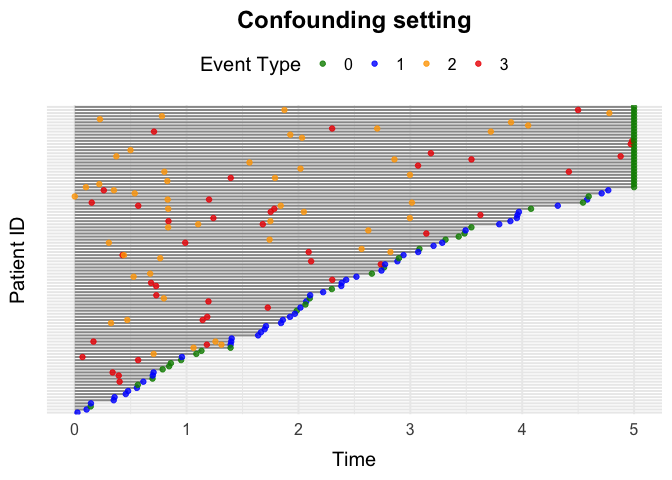 Confounding setting
Event Type 0 1 2 3
Patient ID
0 1 2 3 4 5
Time